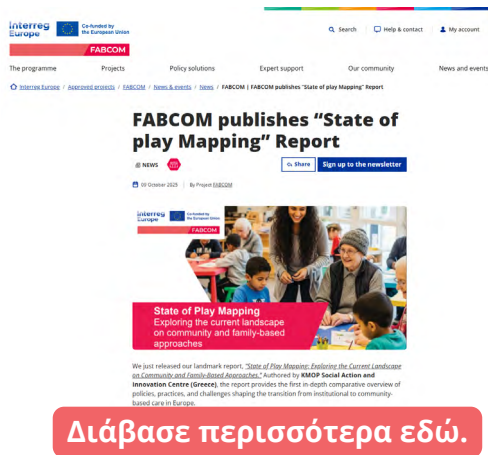 Interreg
Europe
Co-funded by
the European Union
FABCOM
Search
Help & contact
My account
The programme
Projects
Policy solutions
Expert support
Our community
News and events
Interreg Europe / Approved projects / FABCOM / News & events / News / FABCOM | FABCOM publishes "State of play Mapping" Report
FABCOM publishes "State of
play Mapping" Report
NEWS
Share
Sign up to the newsletter
By Project FABCOM
Interreg
Europe
Co-funded by
the European Union
FABCOM
State of Play Mapping
Exploring the current landscape
on community and family-based
approaches
We just released our landmark report, "State of Play Mapping: Exploring the Current Landscape
on Community and Family-Based Approaches." Authored by KMOP Social Action and
Innovation Centre (Greece), the report provides the first in-depth comparative overview of
policies, practices, and challenges shaping the transition from institutional to community-
based care in Europe.
Διάβασε περισσότερα εδώ.